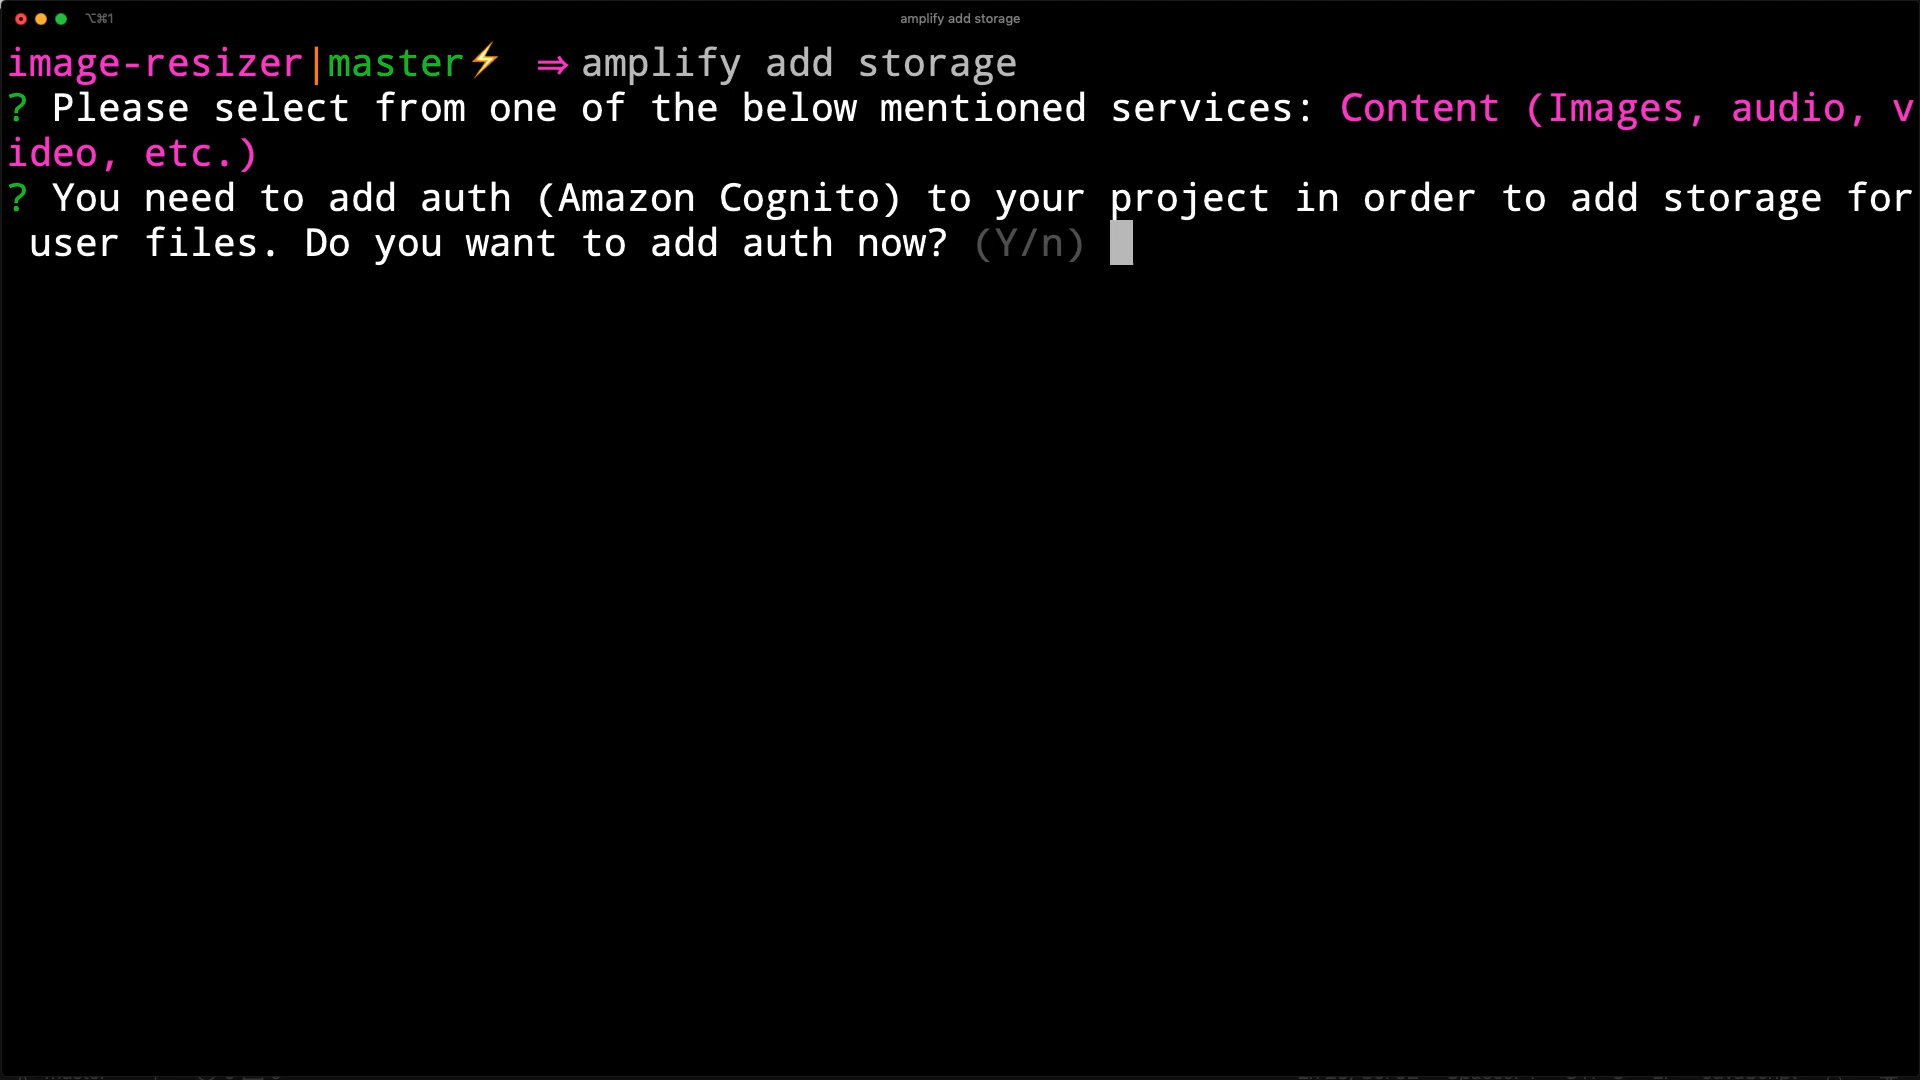 ⌥⌘1 amplify add storage
image-resizer|master⚡ ⇒ amplify add storage
? Please select from one of the below mentioned services: Content (Images, audio, v
ideo, etc.)
? You need to add auth (Amazon Cognito) to your project in order to add storage for
user files. Do you want to add auth now? (Y/n)